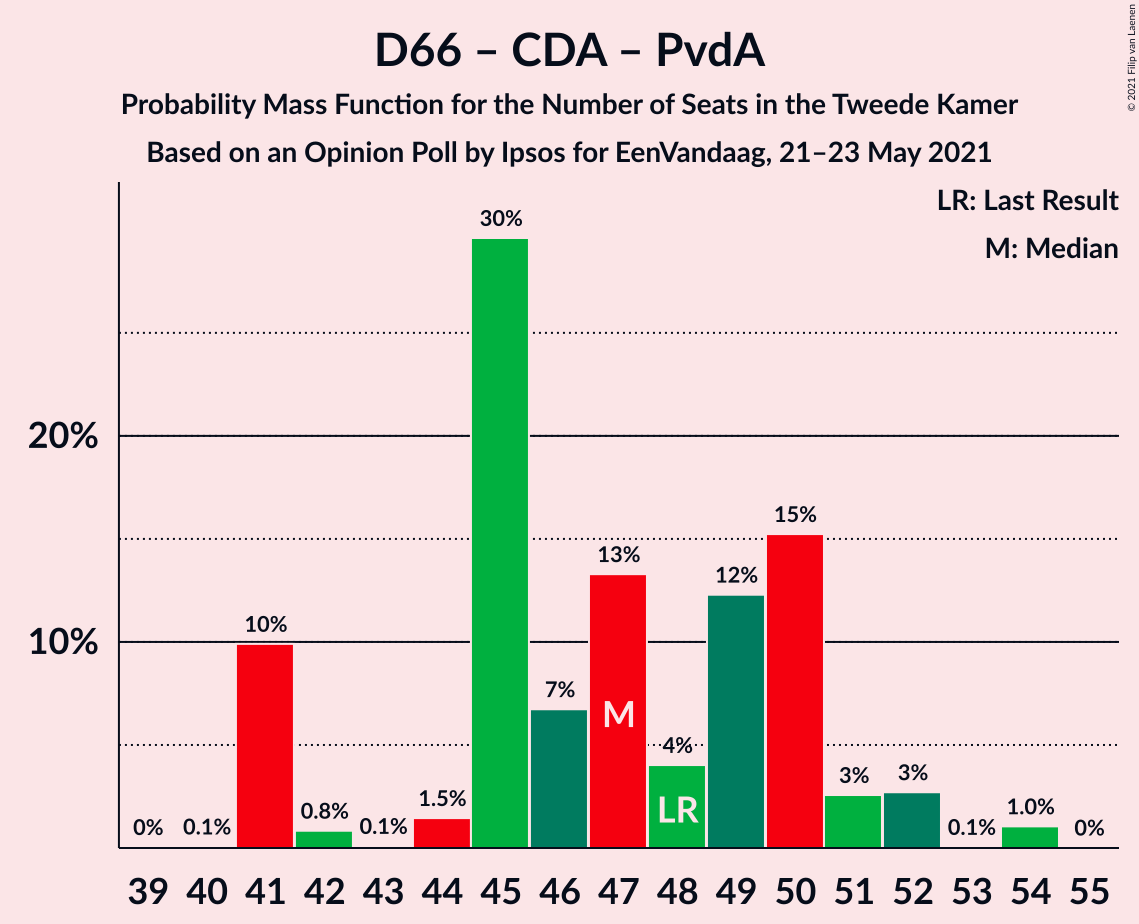 D66 – CDA – PvdA
Probability Mass Function for the Number of Seats in the Tweede Kamer
Based on an Opinion Poll by Ipsos for EenVandaag, 21–23 May 2021
© 2021 Filip van Laenen
LR: Last Result
M: Median
20%
10%
0%
0.1%
10%
0.8%
0.1%
1.5%
30%
7%
13%
4%
12%
15%
3%
3%
0.1%
1.0%
0%
M
LR
39 40 41 42 43 44 45 46 47 48 49 50 51 52 53 54 55